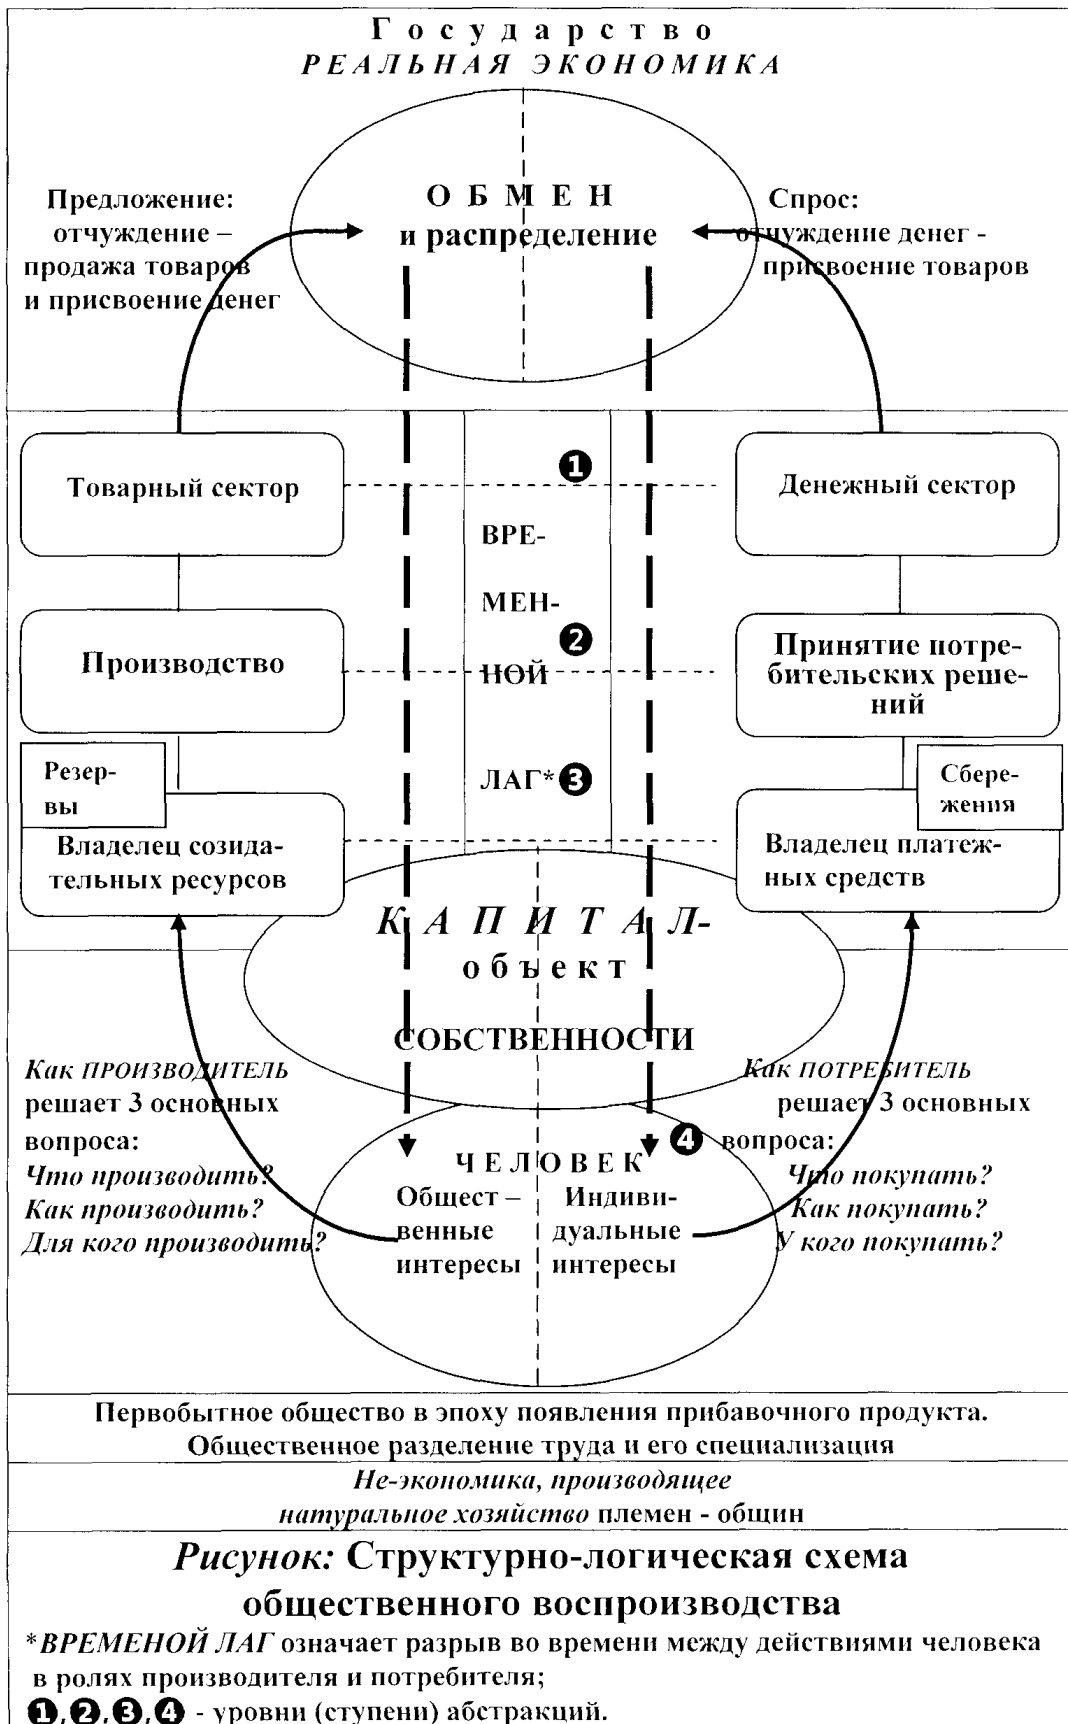 Государство
РЕАЛЬНАЯ ЭКОНОМИКА
Предложение:
отчуждение –
продажа товаров
и присвоение денег
ОБМЕН
и распределение
Спрос:
отчуждение денег -
присвоение товаров
Товарный сектор
❶
Денежный сектор
ВРЕ-
МЕН-
НОЙ
ЛАГ*
❷
❸
Производство
Принятие потре-
бительских реше-
ний
Резер-
вы
Владелец созида-
тельных ресурсов
Сбере-
жения
Владелец платеж-
ных средств
КАПИТАЛ-
объект
СОБСТВЕННОСТИ
Как ПРОИЗВОДИТЕЛЬ
решает 3 основных
вопроса:
Что производить?
Как производить?
Для кого производить?
Как ПОТРЕБИТЕЛЬ
решает 3 основных
вопроса:
Что покупать?
Как покупать?
У кого покупать?
❹
ЧЕЛОВЕК
Общест –
венные
интересы
Индиви-
дуальные
интересы
Первобытное общество в эпоху появления прибавочного продукта.
Общественное разделение труда и его специализация
Не-экономика, производящее
натуральное хозяйство племен - общин
Рисунок: Структурно-логическая схема
общественного воспроизводства
*ВРЕМЕНОЙ ЛАГ означает разрыв во времени между действиями человека
в ролях производителя и потребителя;
❶,❷,❸,❹ - уровни (ступени) абстракций.